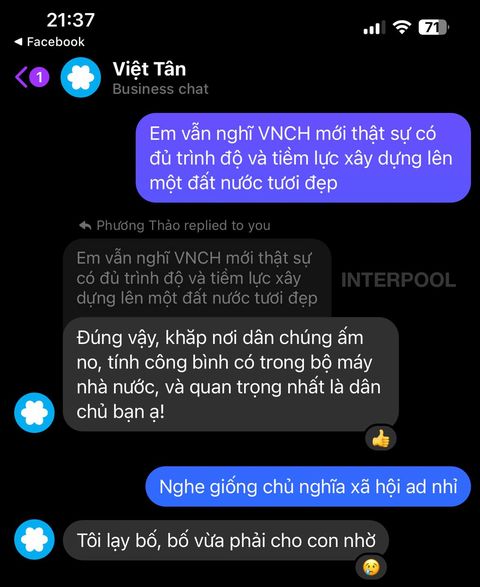 21:37
71
Facebook
1
Việt Tân
Business chat
Em vẫn nghĩ VNCH mới thật sự có
đủ trình độ và tiềm lực xây dựng lên
một đất nước tươi đẹp
Phương Thảo replied to you
Em vẫn nghĩ VNCH mới thật sự
có đủ trình độ và tiềm lực xây
dựng lên một đất nước tươi đẹp
INTERPOOL
Đúng vậy, khăp nơi dân chúng ấm
no, tính công bình có trong bộ máy
nhà nước, và quan trọng nhất là dân
chủ bạn ạ!
Nghe giống chủ nghĩa xã hội ad nhỉ
Tôi lạy bố, bố vừa phải cho con nhờ